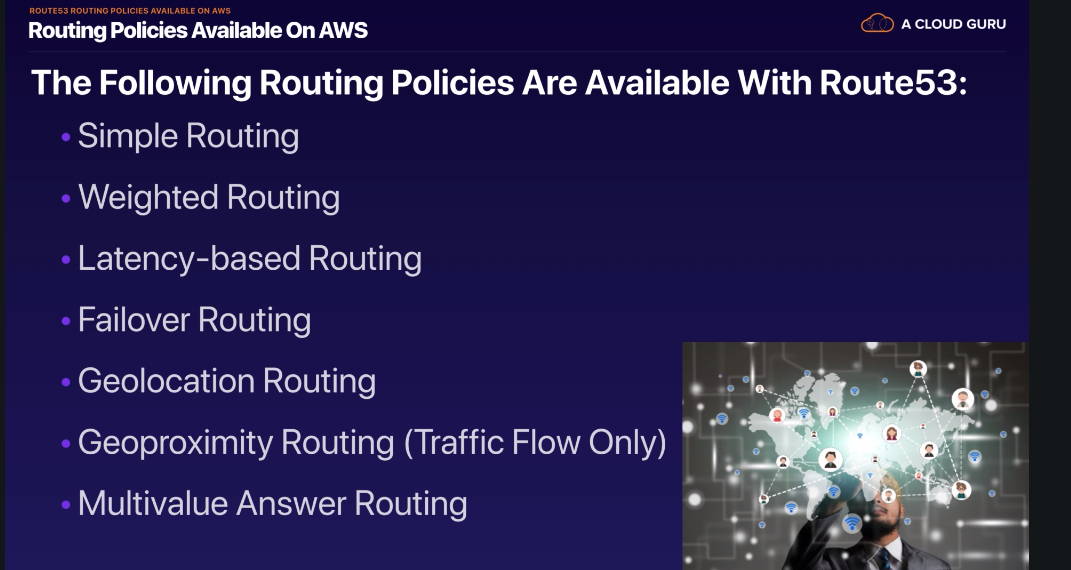 ROUTE53 ROUTING POLICIES AVAILABLE ON AWS
Routing Policies Available On AWS
A CLOUD GURU
The Following Routing Policies Are Available With Route53:
• Simple Routing
• Weighted Routing
• Latency-based Routing
• Failover Routing
• Geolocation Routing
• Geoproximity Routing (Traffic Flow Only)
• Multivalue Answer Routing